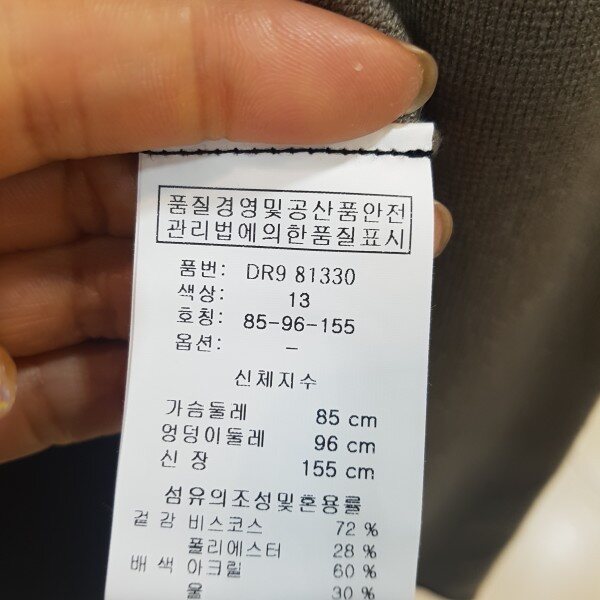 품질경영및공산품안전
관리법에의한품질표시
품번: DR9 81330
색상: 13
호칭: 85-96-155
옵션: -
신체지수
가슴둘레 85 cm
엉덩이둘레 96 cm
신 장 155 cm
섬유의조성및혼용률
겉 감 비스코스 72 %
폴리에스터 28 %
배 색 아크릴 60 %
울 30 %